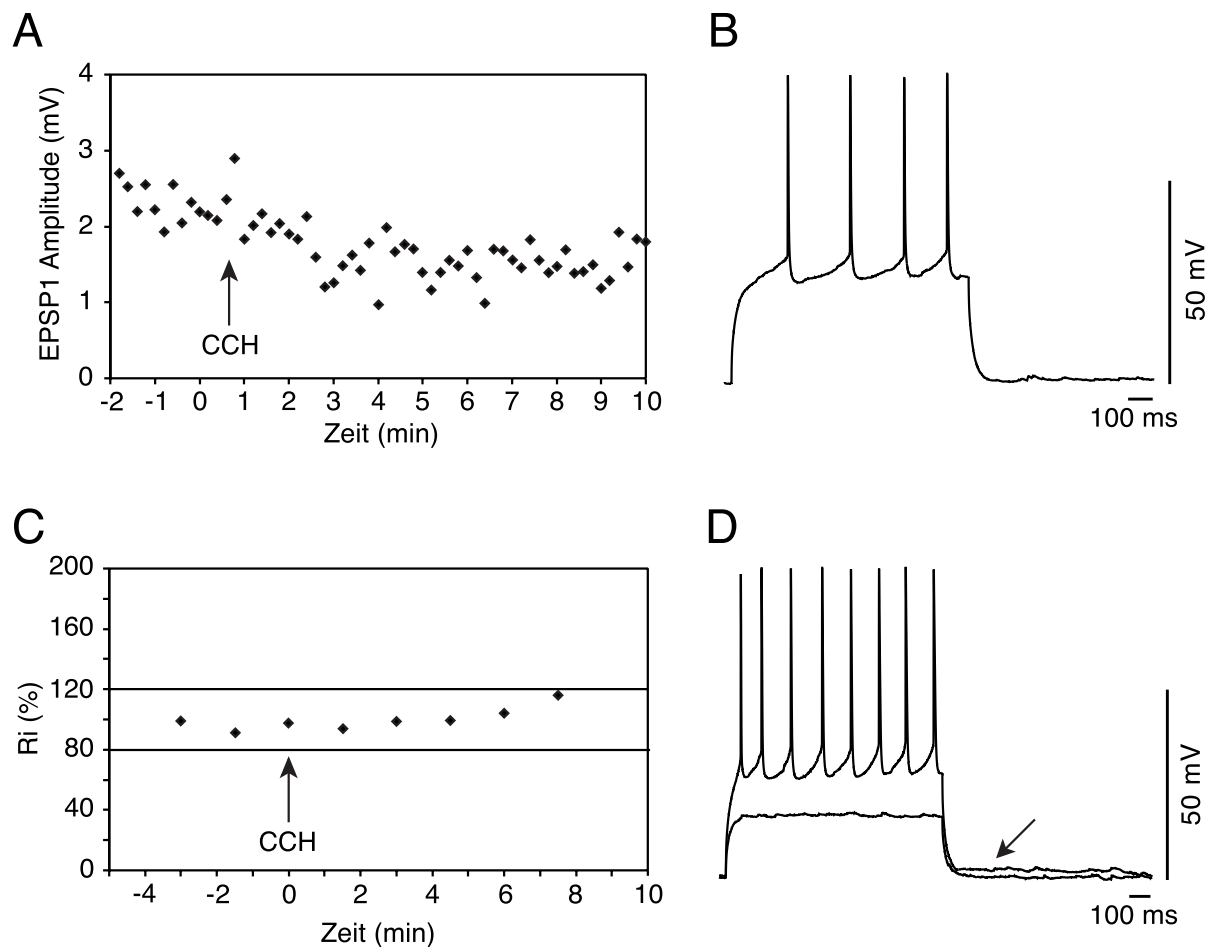 A
EPSP1 Amplitude (mV)
4
3
2
1
0
CCH
-2 -1 0 1 2 3 4 5 6 7 8 9 10
Zeit (min)
B
50 mV
100 ms
C
Ri (%)
200
160
120
80
40
0
CCH
-4 -2 0 2 4 6 8 10
Zeit (min)
D
50 mV
100 ms